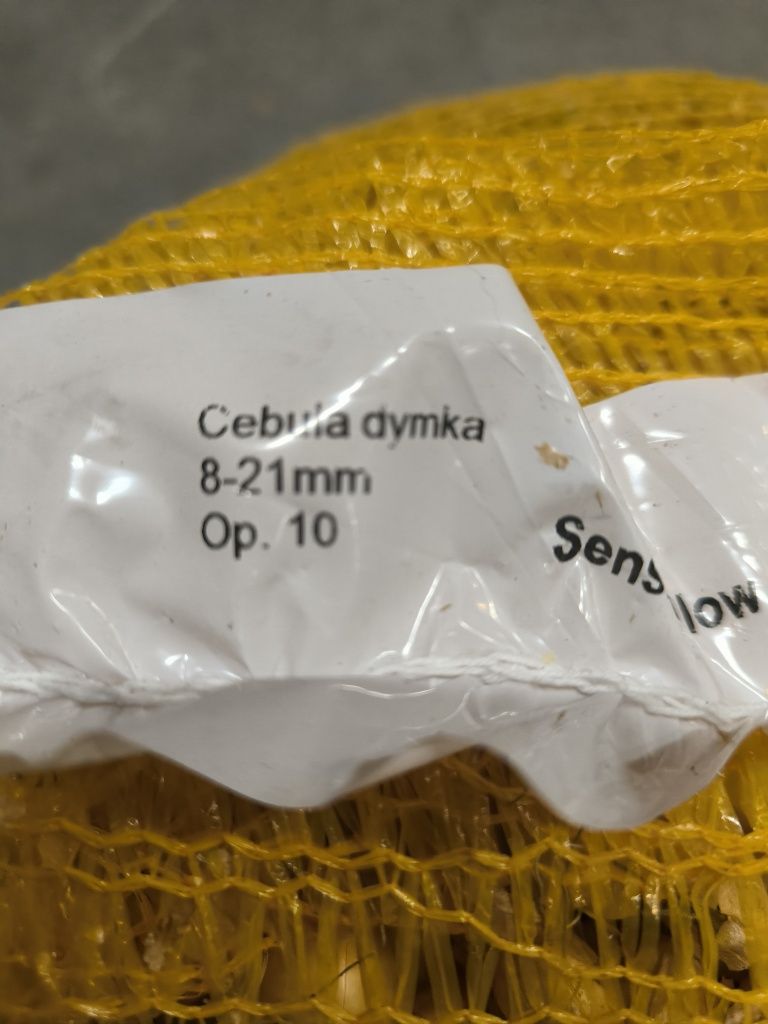 Cebula dymka
8-21mm
Op. 10